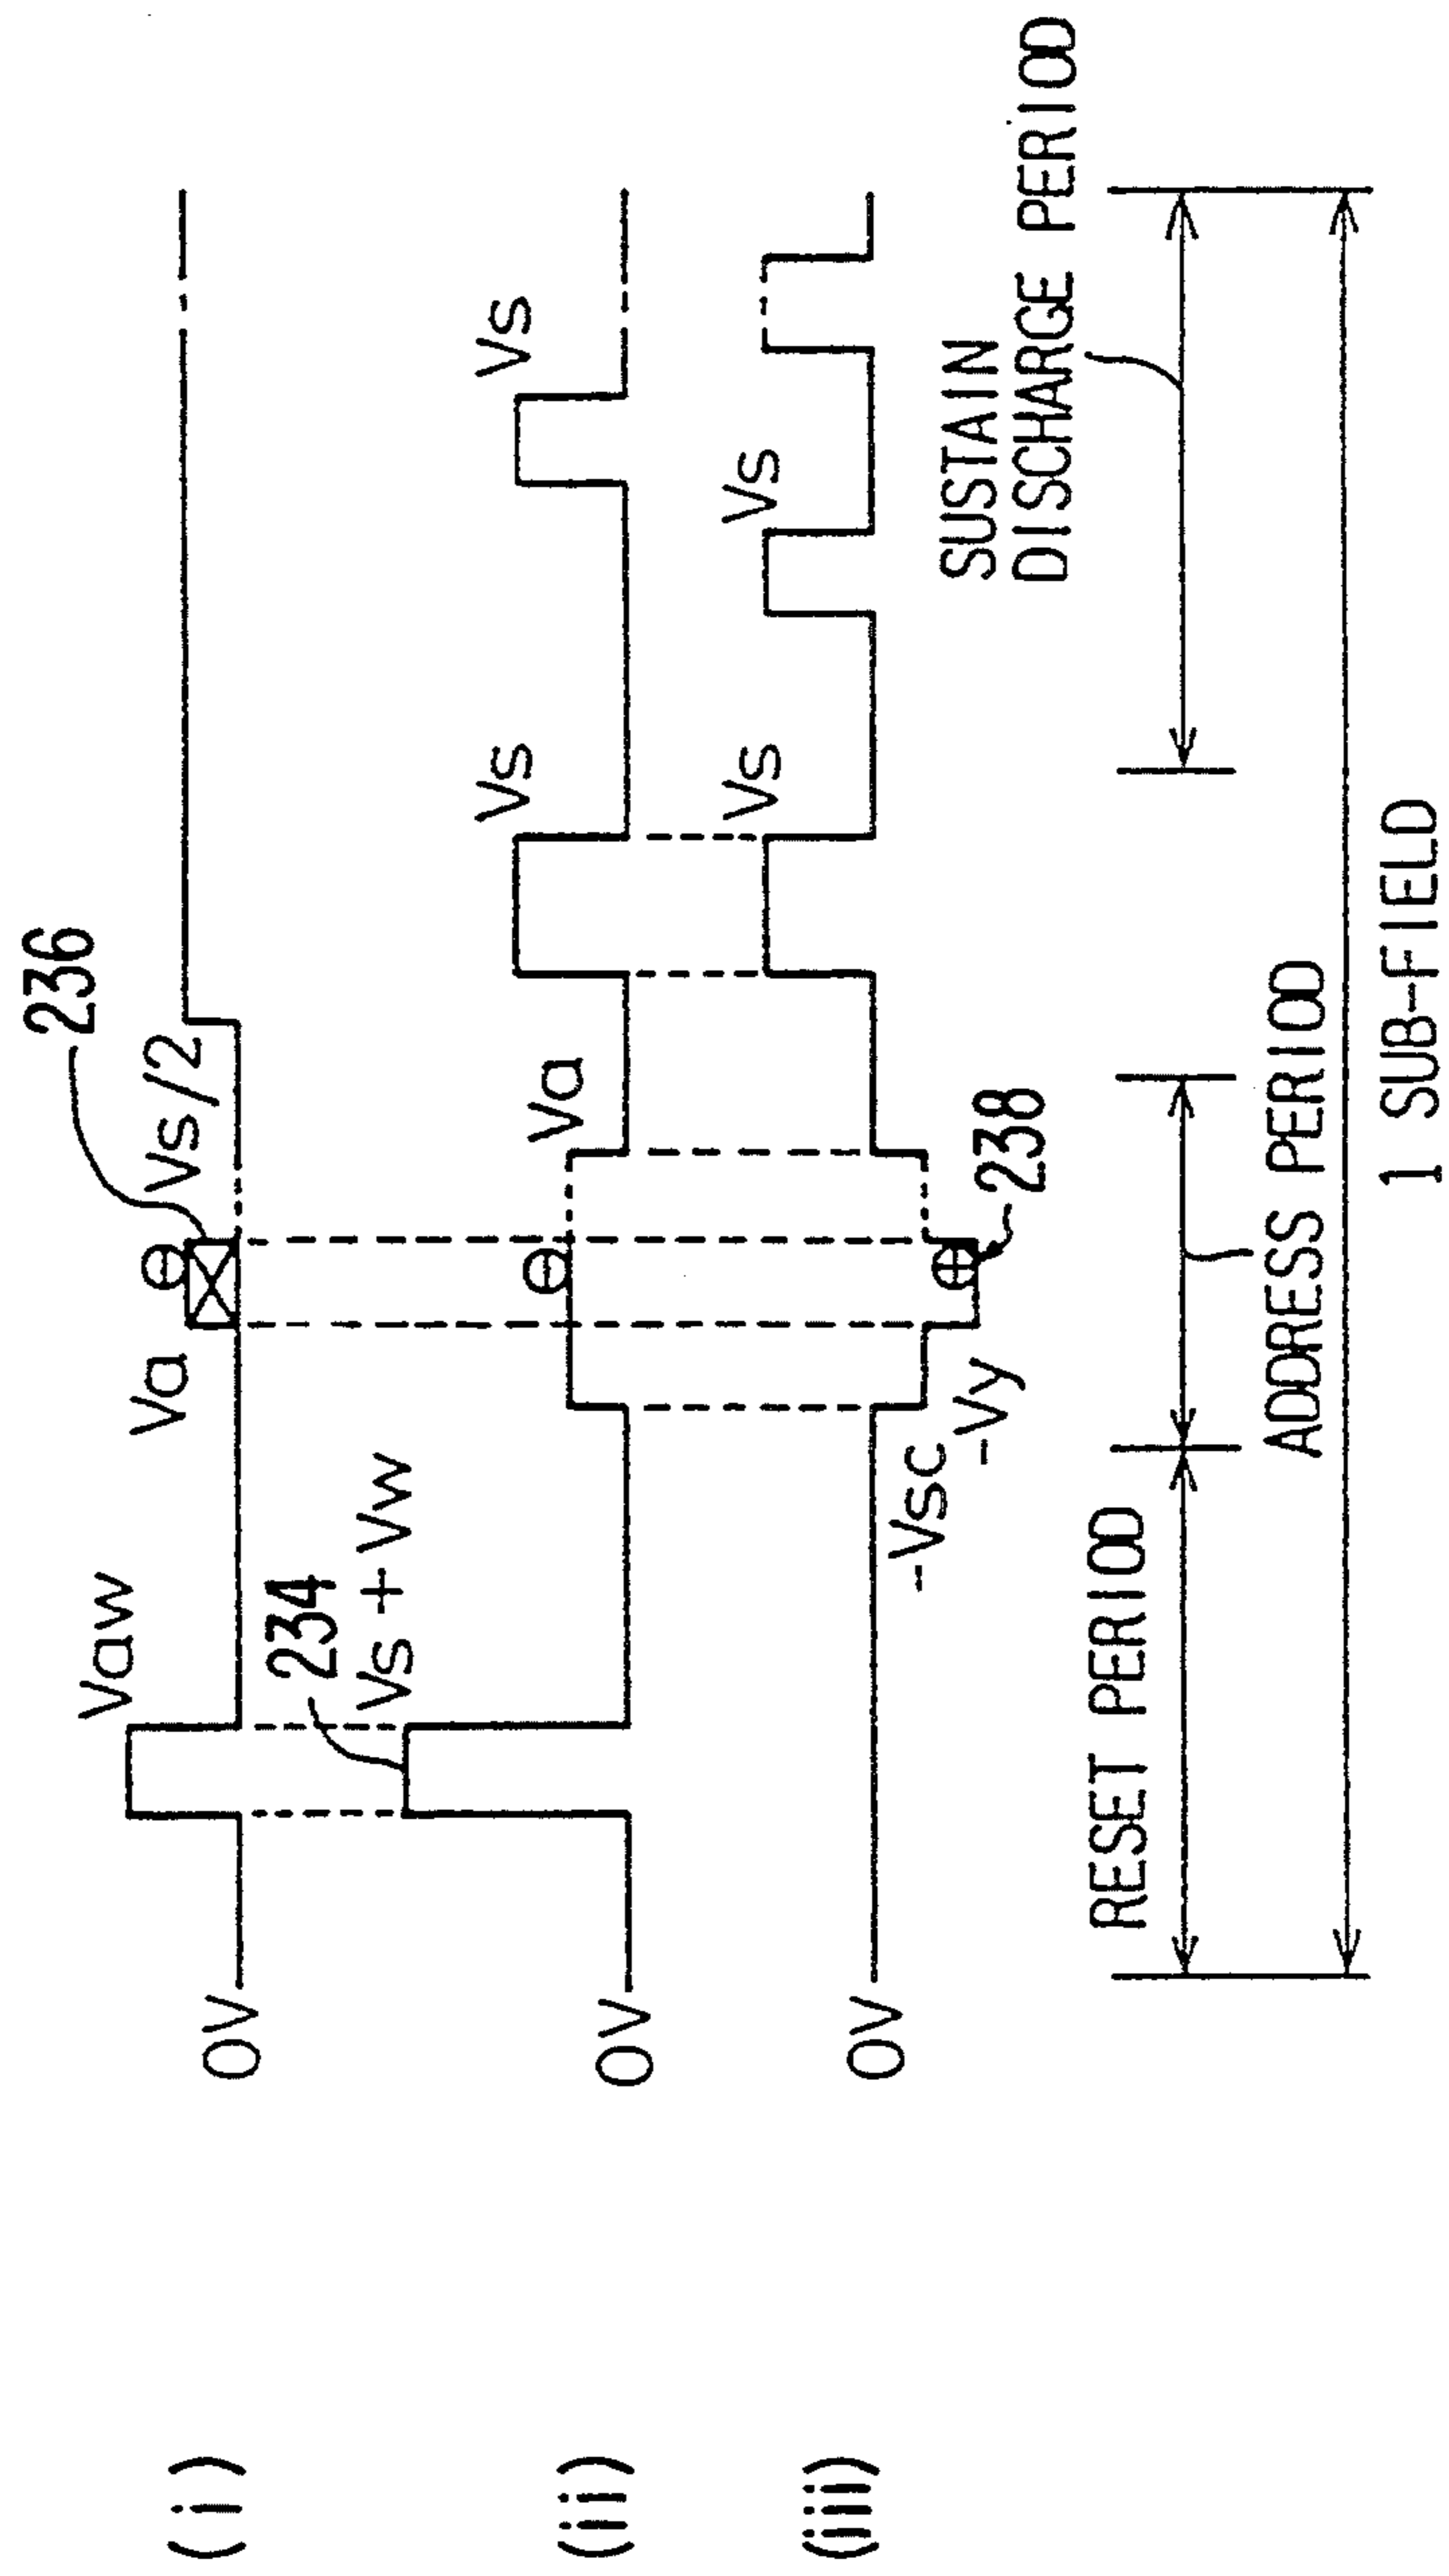 (i)
0V
Vaw
Va
Vs/2
236
(ii)
0V
234
Vs + Vw
Va
Vs
Vs
(iii)
0V
-Vsc
-Vy
238
Vs
Vs
RESET PERIOD
ADDRESS PERIOD
SUSTAIN
DISCHARGE PERIOD
1 SUB-FIELD